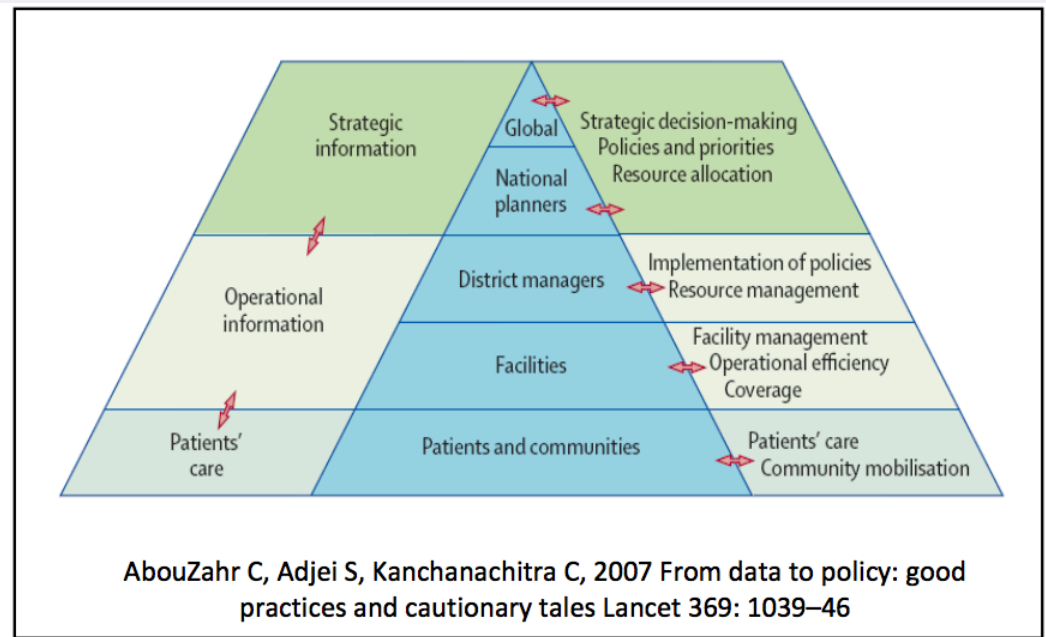 Strategic
information
Global
Strategic decision-making
Policies and priorities
Resource allocation
National
planners
Operational
information
District managers
Implementation of policies
Resource management
Facilities
Facility management
Operational efficiency
Coverage
Patients'
care
Patients and communities
Patients' care
Community mobilisation
AbouZahr C, Adjei S, Kanchanachitra C, 2007 From data to policy: good
practices and cautionary tales Lancet 369: 1039–46